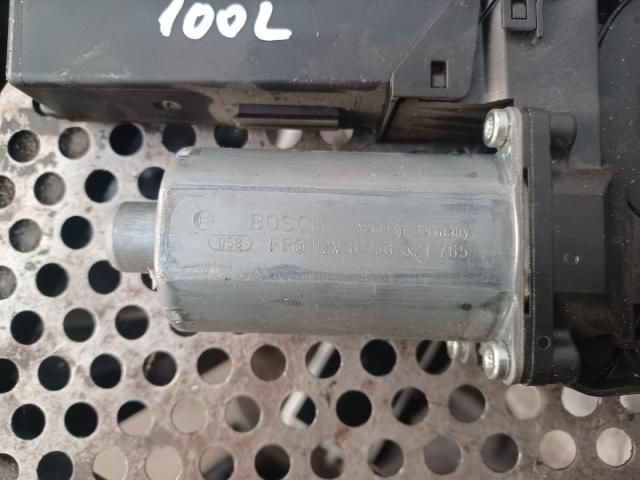 100L
BOSCH Made in Germany
058 FPG 12V 0 130 821 765